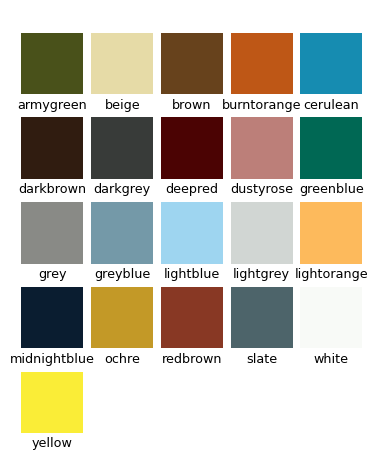 armygreen beige brown burntorange cerulean
darkbrown darkgrey deepred dustyrose greenblue
grey greyblue lightblue lightgrey lightorange
midnightblue ochre redbrown slate white
yellow